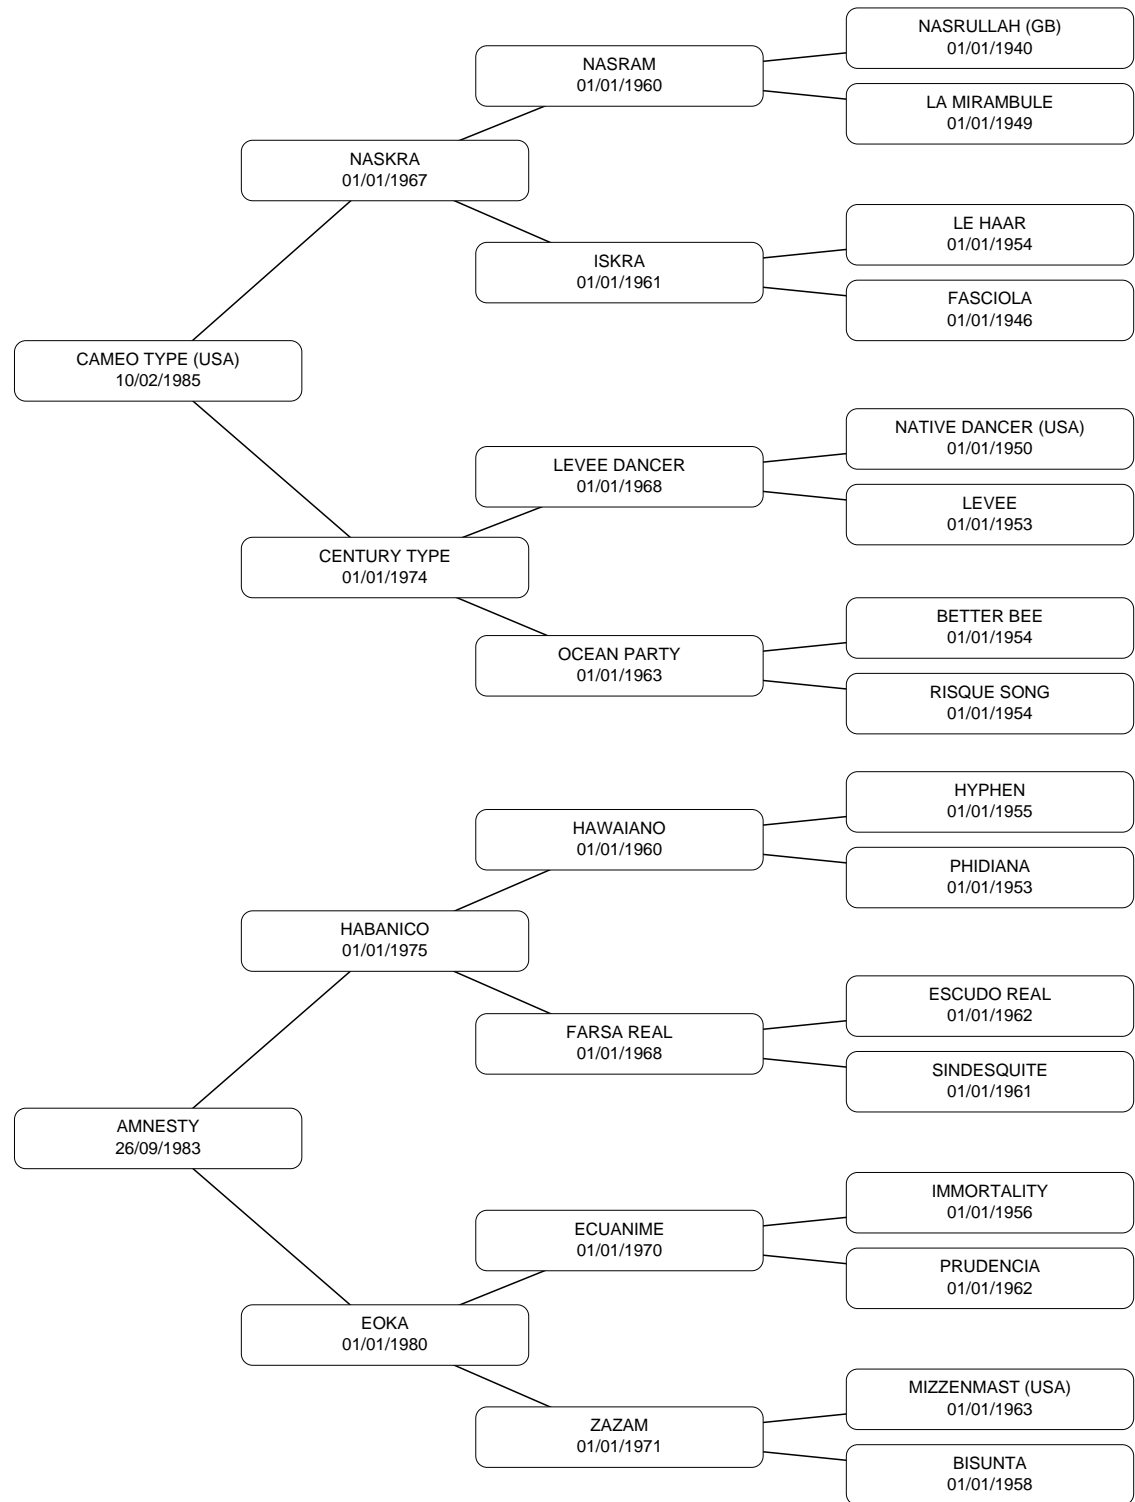 NASRULLAH (GB)
01/01/1940
NASRAM
01/01/1960
LA MIRAMBULE
01/01/1949
NASKRA
01/01/1967
LE HAAR
01/01/1954
ISKRA
01/01/1961
FASCIOLA
01/01/1946
CAMEO TYPE (USA)
10/02/1985
NATIVE DANCER (USA)
01/01/1950
LEVEE DANCER
01/01/1968
LEVEE
01/01/1953
CENTURY TYPE
01/01/1974
BETTER BEE
01/01/1954
OCEAN PARTY
01/01/1963
RISQUE SONG
01/01/1954
HYPHEN
01/01/1955
HAWAIANO
01/01/1960
PHIDIANA
01/01/1953
HABANICO
01/01/1975
ESCUDO REAL
01/01/1962
FARSA REAL
01/01/1968
SINDESQUITE
01/01/1961
AMNESTY
26/09/1983
IMMORTALITY
01/01/1956
ECUANIME
01/01/1970
PRUDENCIA
01/01/1962
EOKA
01/01/1980
MIZZENMAST (USA)
01/01/1963
ZAZAM
01/01/1971
BISUNTA
01/01/1958